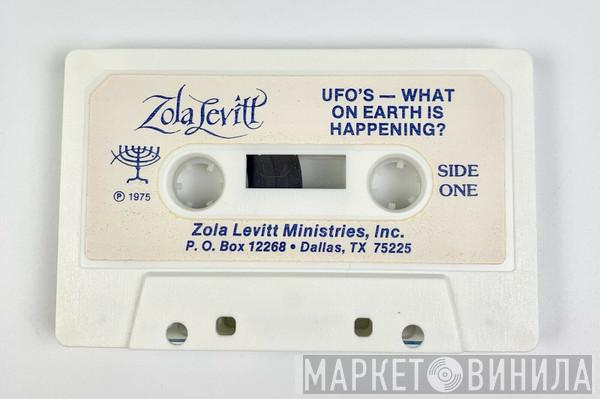 Zola Levitt
UFO'S — WHAT
ON EARTH IS
HAPPENING?
SIDE
ONE
℗ 1975
Zola Levitt Ministries, Inc.
P. O. Box 12268 • Dallas, TX 75225
МАРКЕТ ВИНИЛА